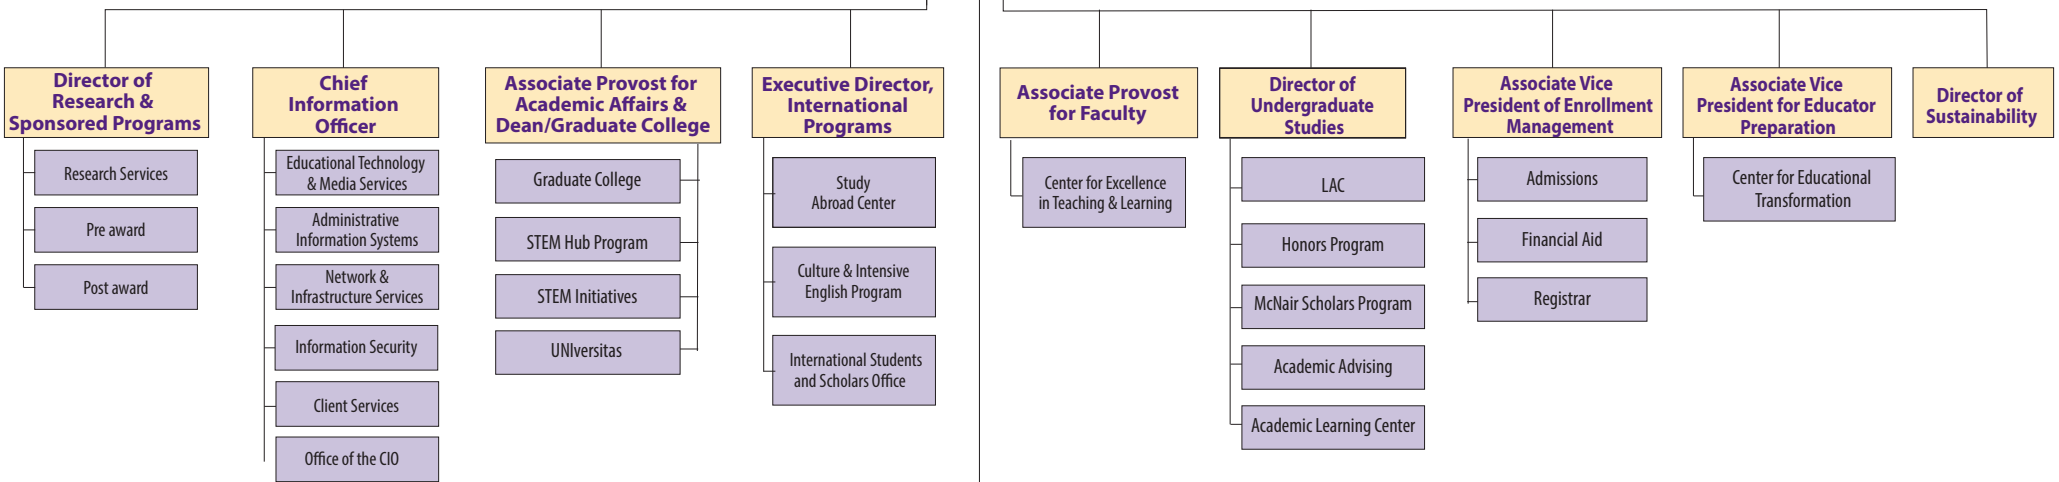 Director of
Research &
Sponsored Programs
Research Services
Pre award
Post award
Chief
Information
Officer
Educational Technology
& Media Services
Administrative
Information Systems
Network &
Infrastructure Services
Information Security
Client Services
Office of the CIO
Associate Provost for
Academic Affairs &
Dean/Graduate College
Graduate College
STEM Hub Program
STEM Initiatives
UNIversitas
Executive Director,
International
Programs
Study
Abroad Center
Culture & Intensive
English Program
International Students
and Scholars Office
Associate Provost
for Faculty
Center for Excellence
in Teaching & Learning
Director of
Undergraduate
Studies
LAC
Honors Program
McNair Scholars Program
Academic Advising
Academic Learning Center
Associate Vice
President of Enrollment
Management
Admissions
Financial Aid
Registrar
Associate Vice
President for Educator
Preparation
Center for Educational
Transformation
Director of
Sustainability